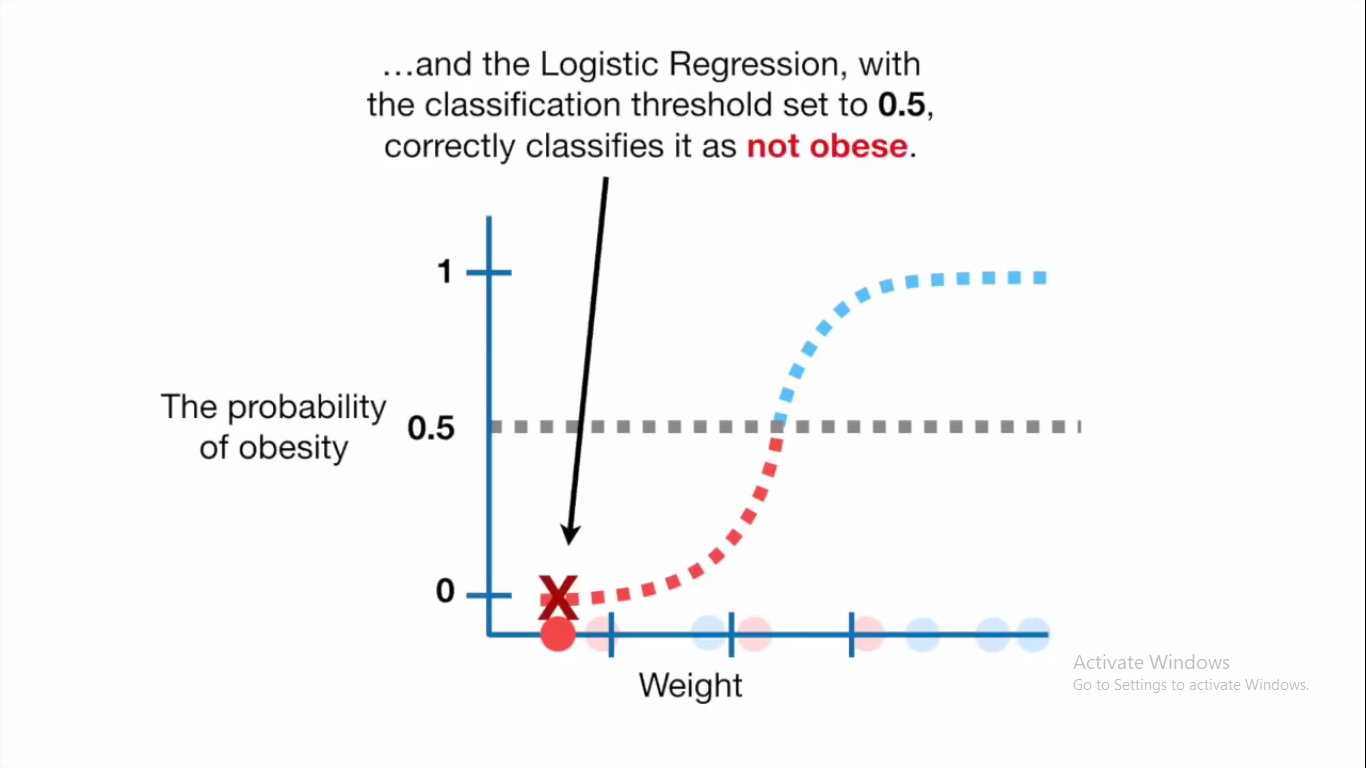 ...and the Logistic Regression, with
the classification threshold set to 0.5,
correctly classifies it as not obese.
1
The probability
of obesity
0.5
0
X
Weight
Activate Windows
Go to Settings to activate Windows.